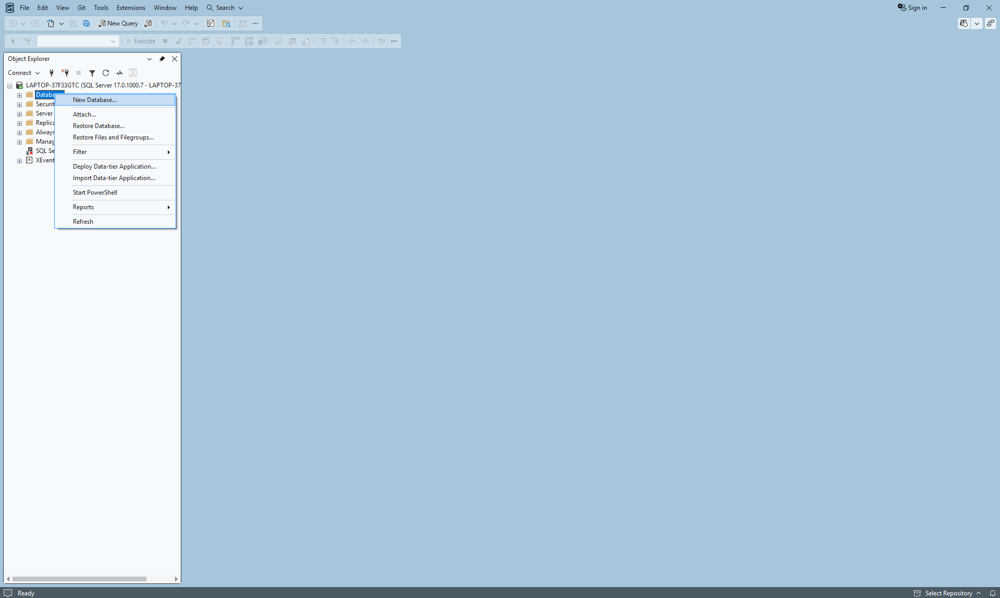 File Edit View Git Tools Extensions Window Help Search Sign in
New Query
Execute
Object Explorer
Connect
LAPTOP-37F33GTC (SQL Server 17.0.1000.7 - LAPTOP-37
Databa
Securit
Server
Replica
Always
Manag
SQL Se
XEvent
New Database...
Attach...
Restore Database...
Restore Files and Filegroups...
Filter
Deploy Data-tier Application...
Import Data-tier Application...
Start PowerShell
Reports
Refresh
Ready Select Repository